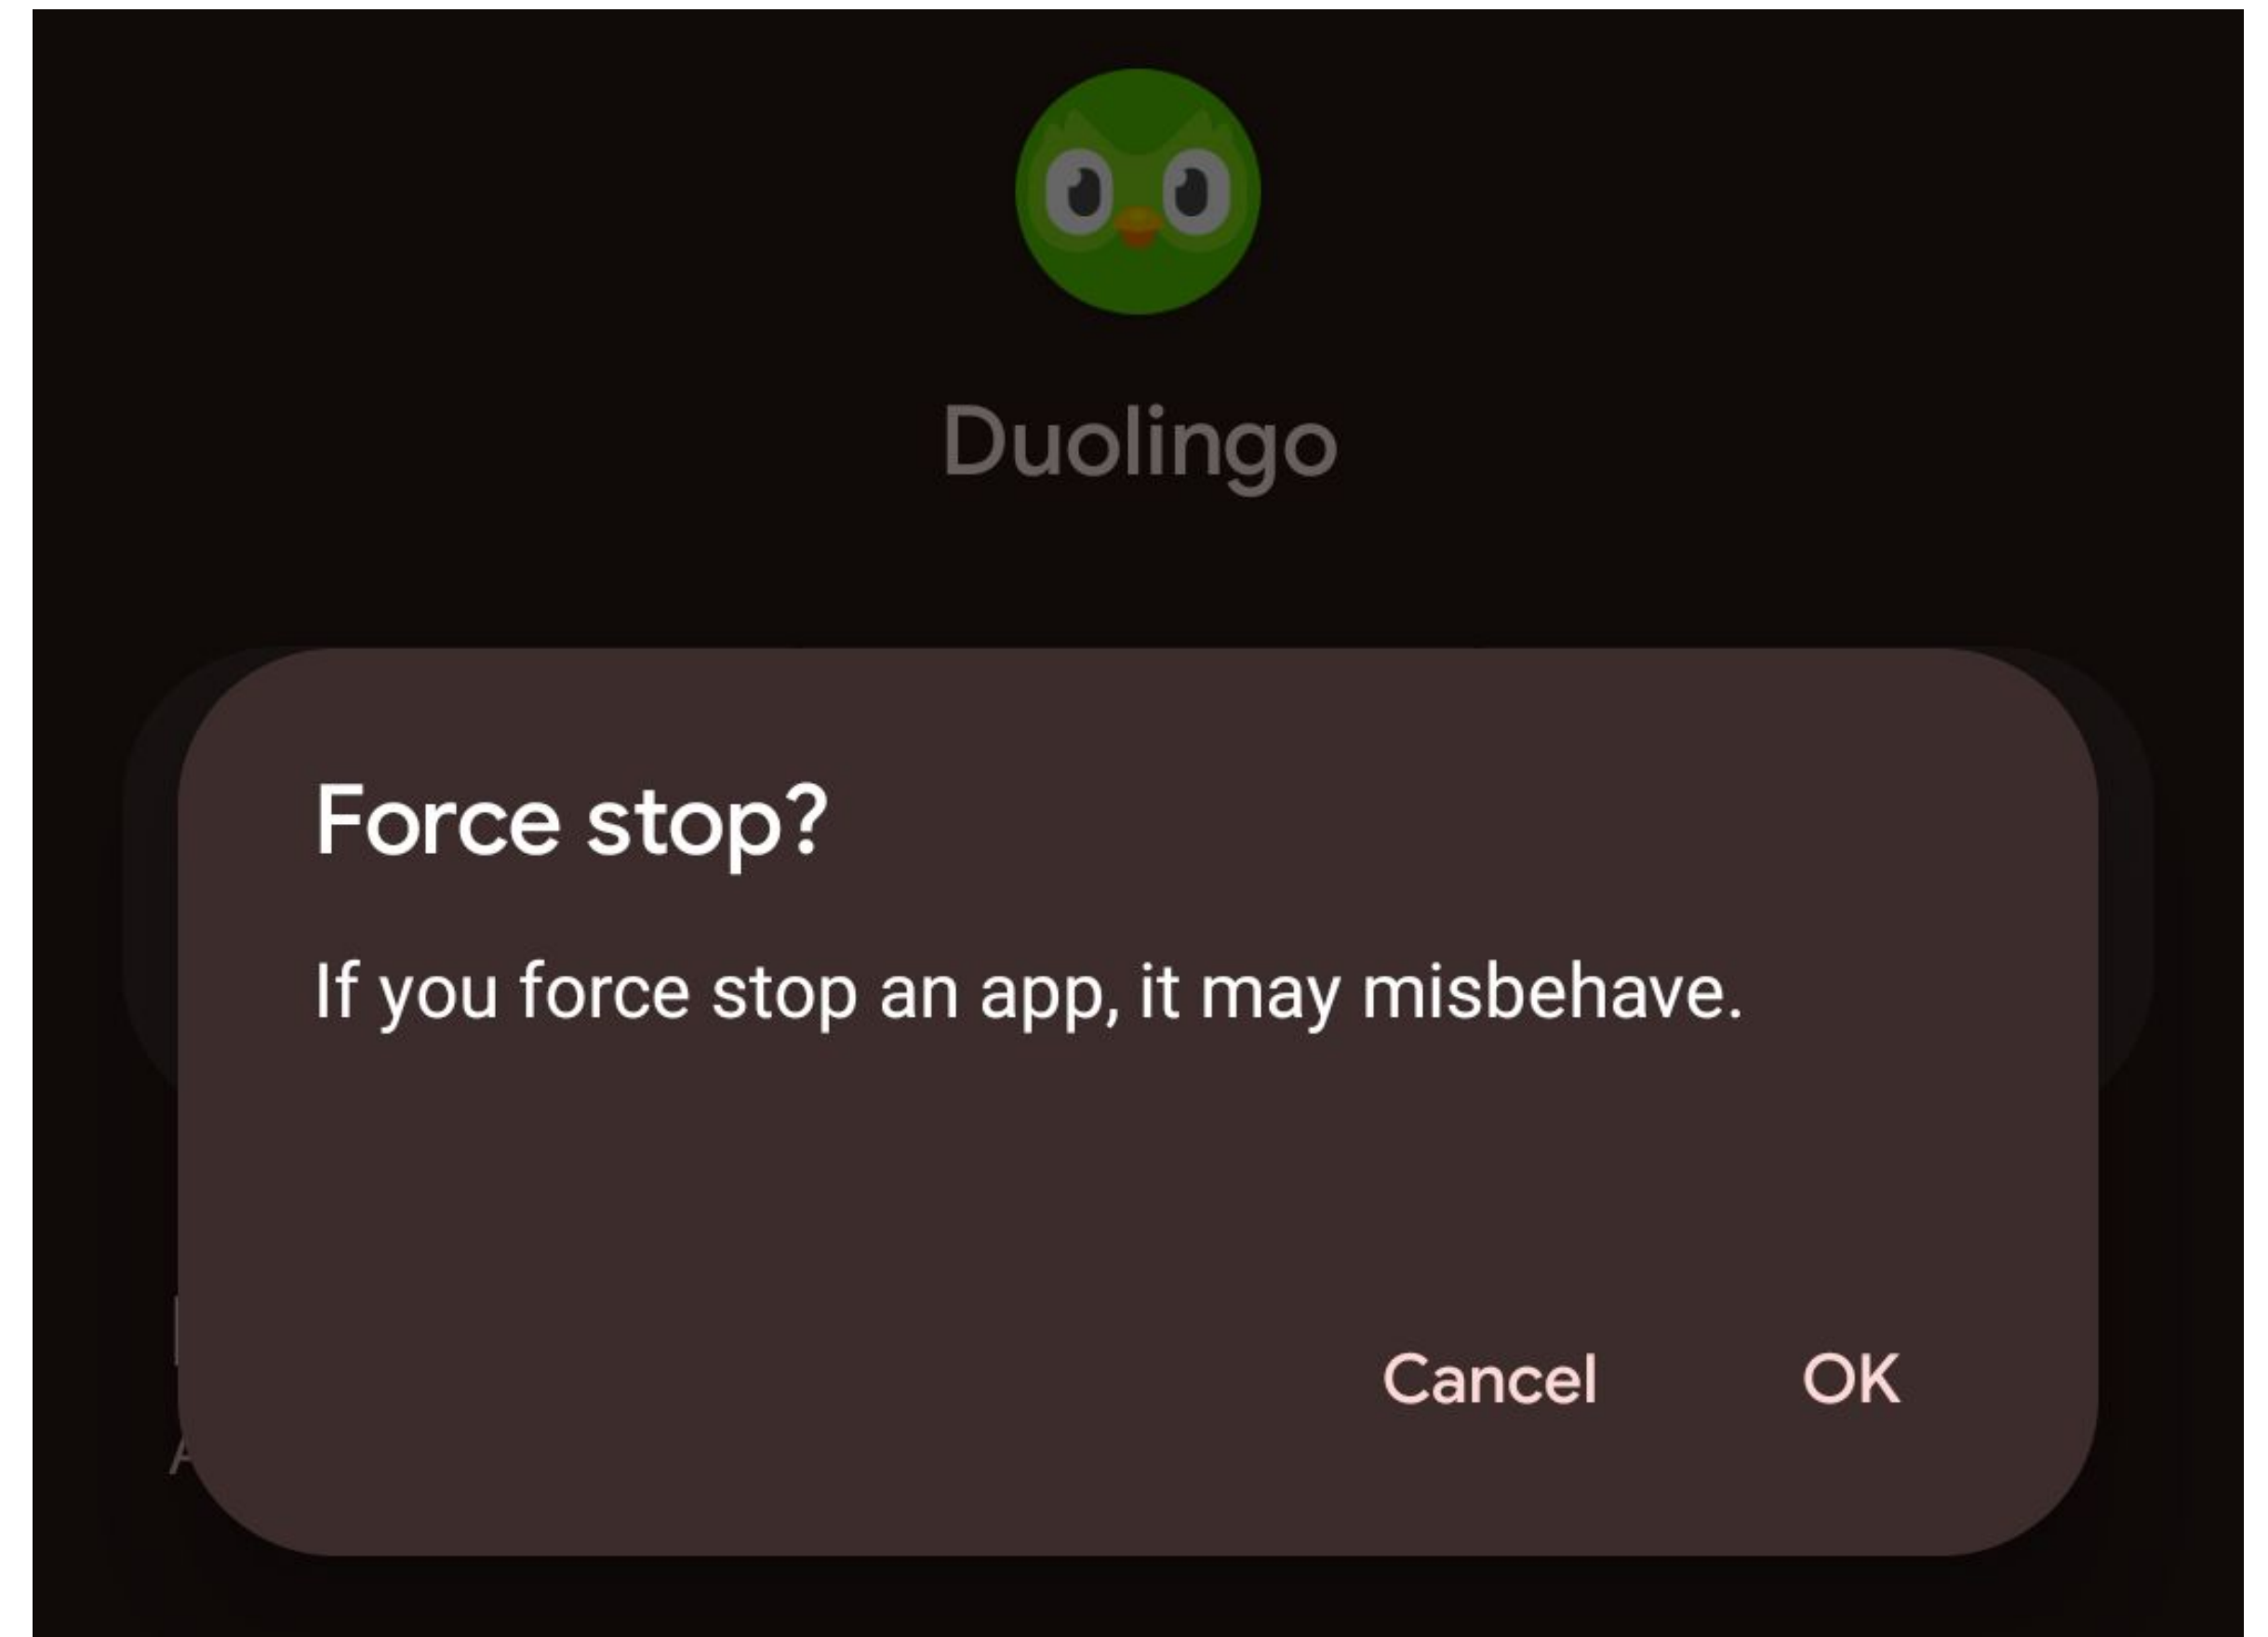 Duolingo
Force stop?
If you force stop an app, it may misbehave.
Cancel OK